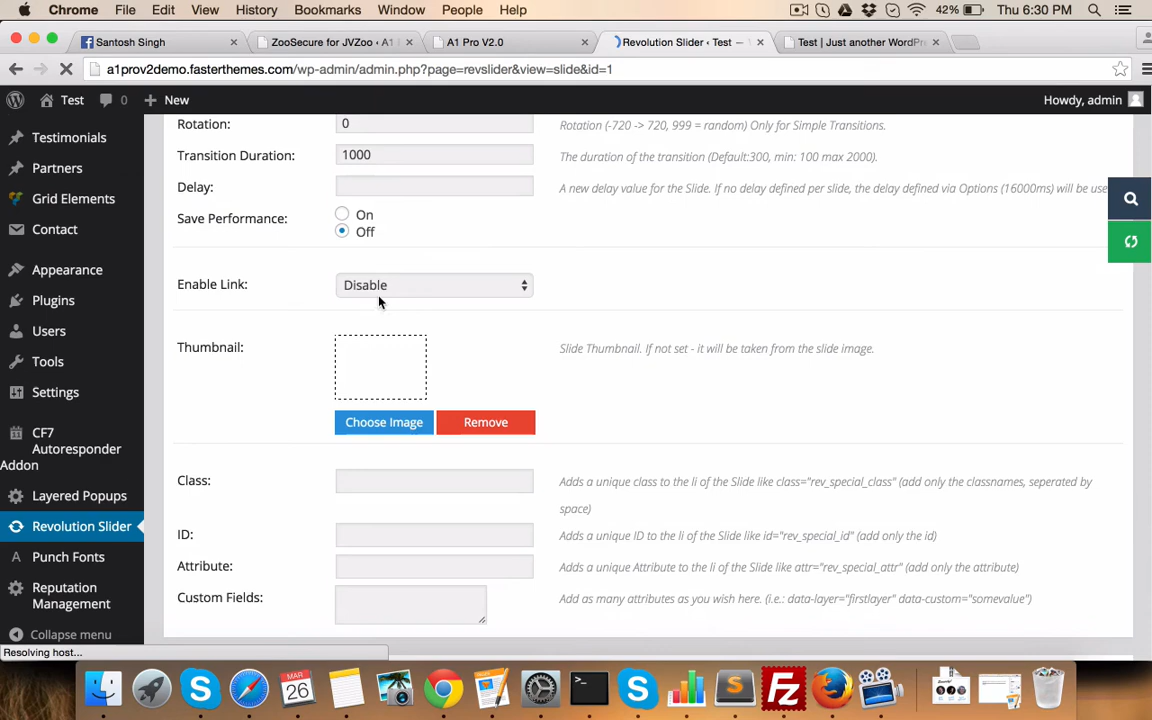 Chrome File Edit View History Bookmarks Window People Help 42% Thu 6:30 PM
Santosh Singh × ZooSecure for JVZoo ‹ A1 × A1 Pro V2.0 × Revolution Slider ‹ Test — × Test | Just another WordPr ×
a1prov2demo.fasterthemes.com/wp-admin/admin.php?page=revslider&view=slide&id=1
Test 0 + New Howdy, admin
Testimonials
Partners
Grid Elements
Contact
Appearance
Plugins
Users
Tools
Settings
CF7
Autoresponder
Addon
Layered Popups
Revolution Slider
Punch Fonts
Reputation
Management
Collapse menu
Rotation: 0 Rotation (-720 -> 720, 999 = random) Only for Simple Transitions.
Transition Duration: 1000 The duration of the transition (Default:300, min: 100 max 2000).
Delay: A new delay value for the Slide. If no delay defined per slide, the delay defined via Options (16000ms) will be use
Save Performance: On
Off
Enable Link: Disable
Thumbnail: Slide Thumbnail. If not set - it will be taken from the slide image.
Choose Image Remove
Class: Adds a unique class to the li of the Slide like class="rev_special_class" (add only the classnames, seperated by
space)
ID: Adds a unique ID to the li of the Slide like id="rev_special_id" (add only the id)
Attribute: Adds a unique Attribute to the li of the Slide like attr="rev_special_attr" (add only the attribute)
Custom Fields: Add as many attributes as you wish here. (i.e.: data-layer="firstlayer" data-custom="somevalue")
Resolving host...
MAR
26